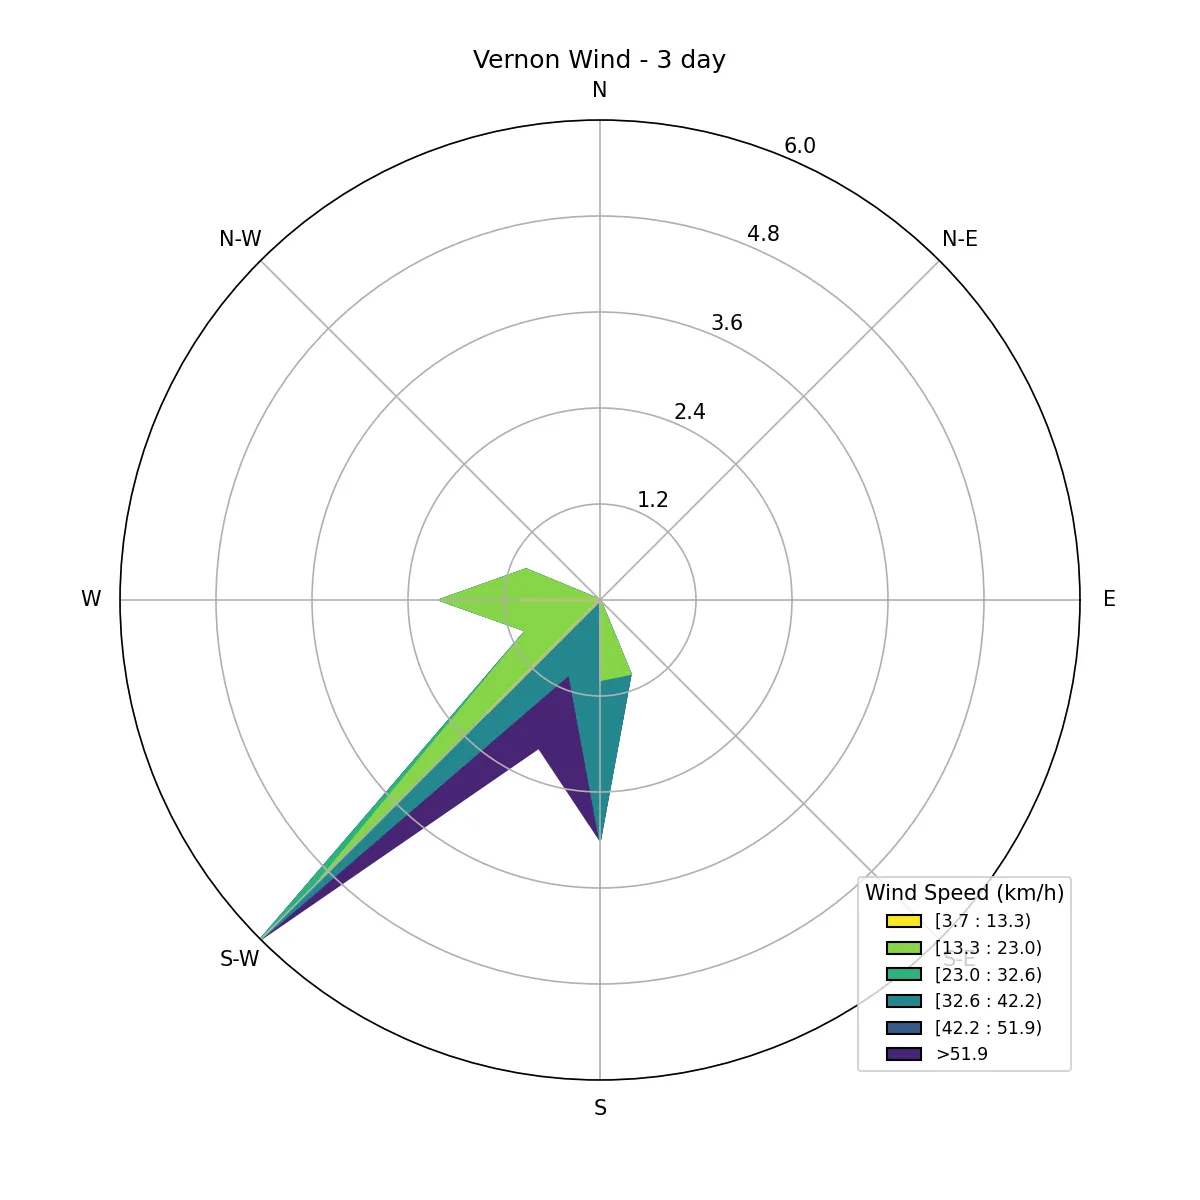 Vernon Wind - 3 day
N
6.0
N-W
N-E
4.8
3.6
2.4
1.2
W
E
S-W
S-E
S
Wind Speed (km/h)
[3.7 : 13.3)
[13.3 : 23.0)
[23.0 : 32.6)
[32.6 : 42.2)
[42.2 : 51.9)
>51.9